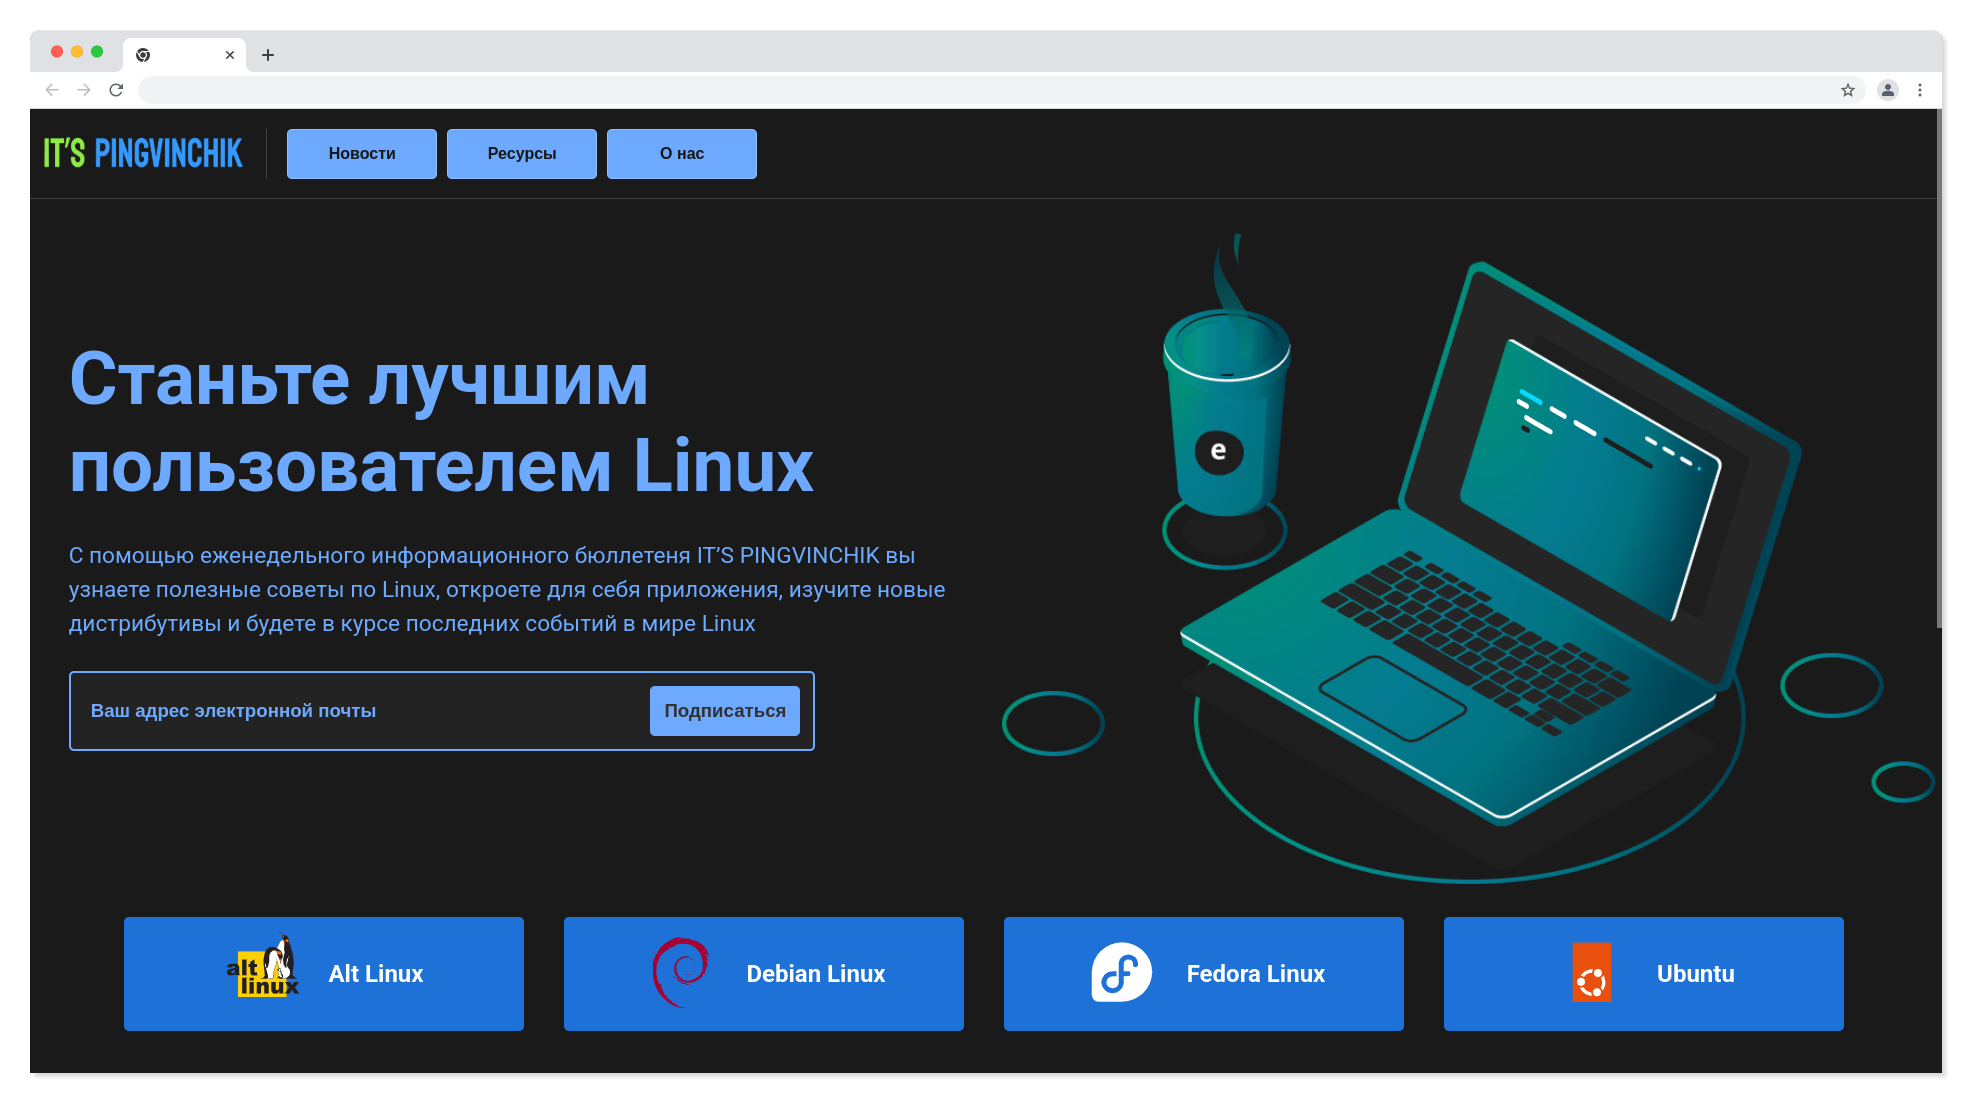 IT'S PINGVINCHIK
Новости
Ресурсы
О нас
Станьте лучшим
пользователем Linux
С помощью еженедельного информационного бюллетеня IT’S PINGVINCHIK вы
узнаете полезные советы по Linux, откроете для себя приложения, изучите новые
дистрибутивы и будете в курсе последних событий в мире Linux
Ваш адрес электронной почты
Подписаться
e
alt
linux
Alt Linux
Debian Linux
Fedora Linux
Ubuntu